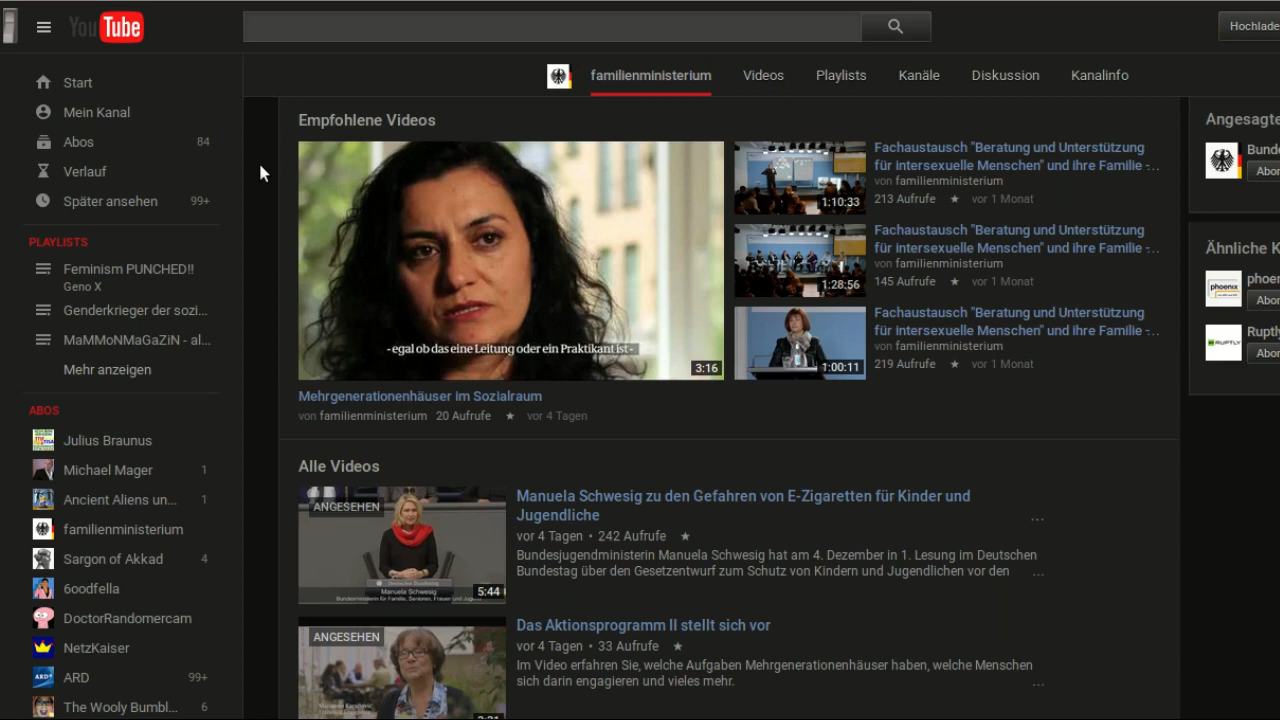 YouTube
Hochlade
Start
Mein Kanal
Abos 84
Verlauf
Später ansehen 99+
PLAYLISTS
Feminism PUNCHED!!
Geno X
Genderkrieger der sozi...
MaMMoNMaGaZiN - al...
Mehr anzeigen
ABOS
Julius Braunus
Michael Mager 1
Ancient Aliens un... 1
familienministerium
Sargon of Akkad 4
6oodfella
DoctorRandomercam
NetzKaiser
ARD 99+
The Wooly Bumbl... 6
familienministerium Videos Playlists Kanäle Diskussion Kanalinfo
Empfohlene Videos
- egal ob das eine Leitung oder ein Praktikant ist -
3:16
Mehrgenerationenhäuser im Sozialraum
von familienministerium 20 Aufrufe ★ vor 4 Tagen
1:10:33
Fachaustausch "Beratung und Unterstützung
für intersexuelle Menschen" und ihre Familie - ...
von familienministerium
213 Aufrufe ★ vor 1 Monat
1:28:56
Fachaustausch "Beratung und Unterstützung
für intersexuelle Menschen" und ihre Familie - ...
von familienministerium
145 Aufrufe ★ vor 1 Monat
1:00:11
Fachaustausch "Beratung und Unterstützung
für intersexuelle Menschen" und ihre Familie - ...
von familienministerium
219 Aufrufe ★ vor 1 Monat
Alle Videos
ANGESEHEN
Deutscher Bundestag
Manuela Schwesig
Bundesministerin für Familie, Senioren, Frauen und Jugend
5:44
Manuela Schwesig zu den Gefahren von E-Zigaretten für Kinder und
Jugendliche
...
vor 4 Tagen • 242 Aufrufe ★
Bundesjugendministerin Manuela Schwesig hat am 4. Dezember in 1. Lesung im Deutschen
Bundestag über den Gesetzentwurf zum Schutz von Kindern und Jugendlichen vor den ...
ANGESEHEN
Das Aktionsprogramm II stellt sich vor
vor 4 Tagen • 33 Aufrufe ★
Im Video erfahren Sie, welche Aufgaben Mehrgenerationenhäuser haben, welche Menschen
sich darin engagieren und vieles mehr. ...
Angesagte
Bunde
Abon
Ähnliche K
phoenix
phoen
Abon
RUPTLY
Ruptly
Abon